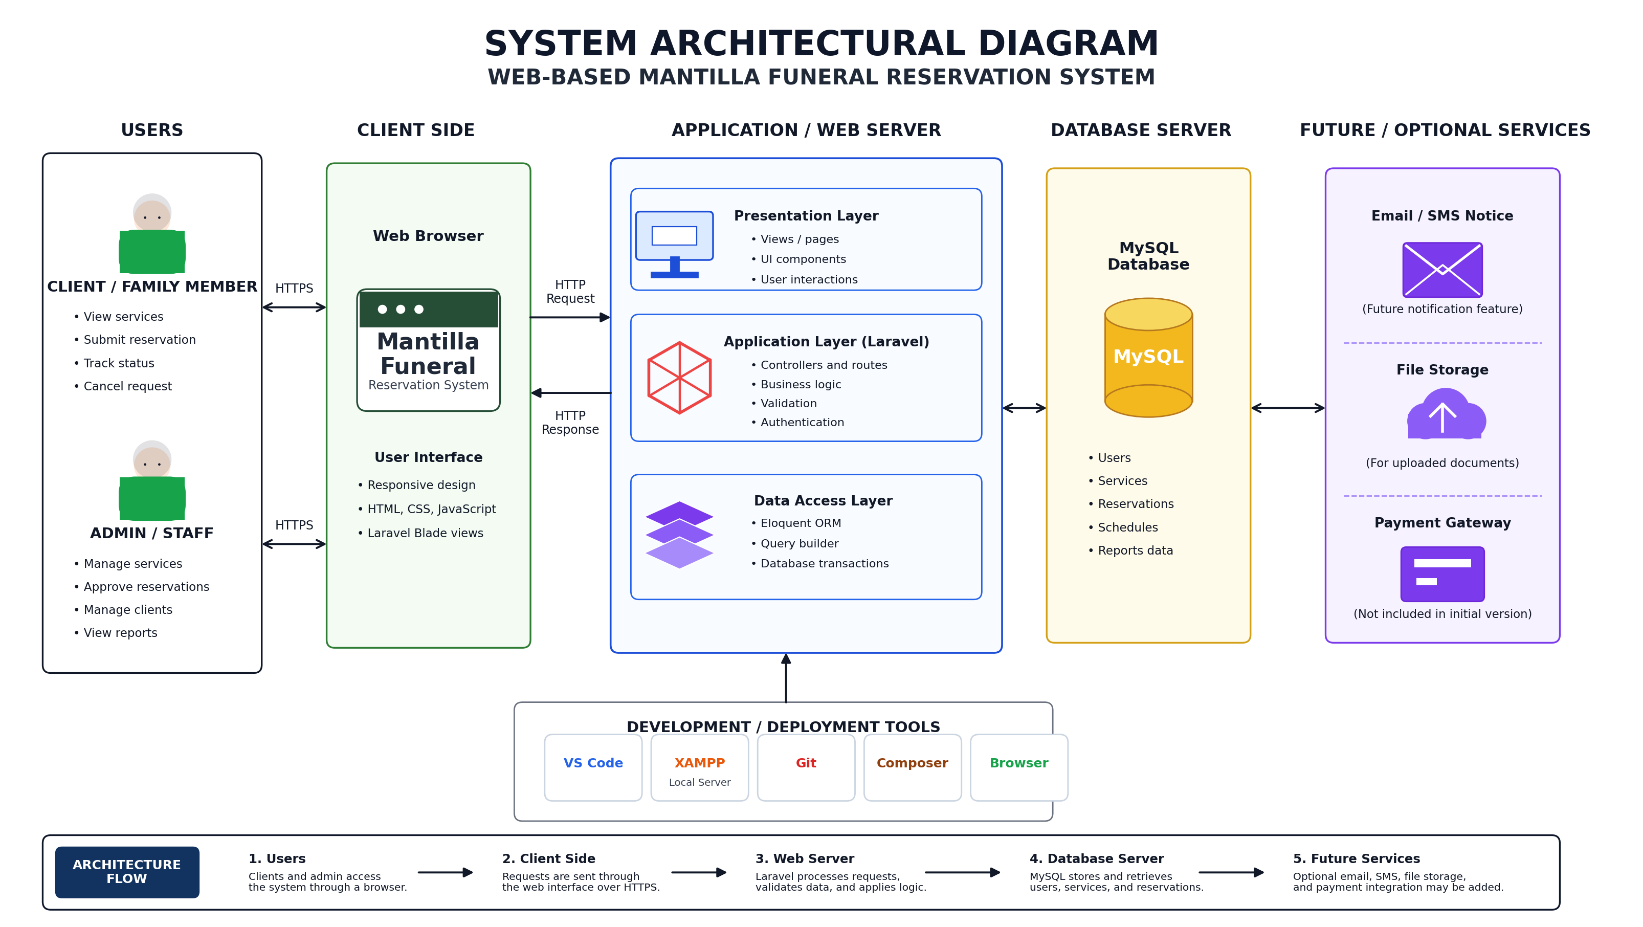 SYSTEM ARCHITECTURAL DIAGRAM
WEB-BASED MANTILLA FUNERAL RESERVATION SYSTEM
USERS
CLIENT / FAMILY MEMBER
• View services
• Submit reservation
• Track status
• Cancel request
ADMIN / STAFF
• Manage services
• Approve reservations
• Manage clients
• View reports
HTTPS
HTTPS
CLIENT SIDE
Web Browser
Mantilla
Funeral
Reservation System
User Interface
• Responsive design
• HTML, CSS, JavaScript
• Laravel Blade views
HTTP
Request
HTTP
Response
APPLICATION / WEB SERVER
Presentation Layer
• Views / pages
• UI components
• User interactions
Application Layer (Laravel)
• Controllers and routes
• Business logic
• Validation
• Authentication
Data Access Layer
• Eloquent ORM
• Query builder
• Database transactions
DATABASE SERVER
MySQL
Database
MySQL
• Users
• Services
• Reservations
• Schedules
• Reports data
FUTURE / OPTIONAL SERVICES
Email / SMS Notice
(Future notification feature)
File Storage
(For uploaded documents)
Payment Gateway
(Not included in initial version)
DEVELOPMENT / DEPLOYMENT TOOLS
VS Code
XAMPP
Local Server
Git
Composer
Browser
ARCHITECTURE
FLOW
1. Users
Clients and admin access
the system through a browser.
2. Client Side
Requests are sent through
the web interface over HTTPS.
3. Web Server
Laravel processes requests,
validates data, and applies logic.
4. Database Server
MySQL stores and retrieves
users, services, and reservations.
5. Future Services
Optional email, SMS, file storage,
and payment integration may be added.